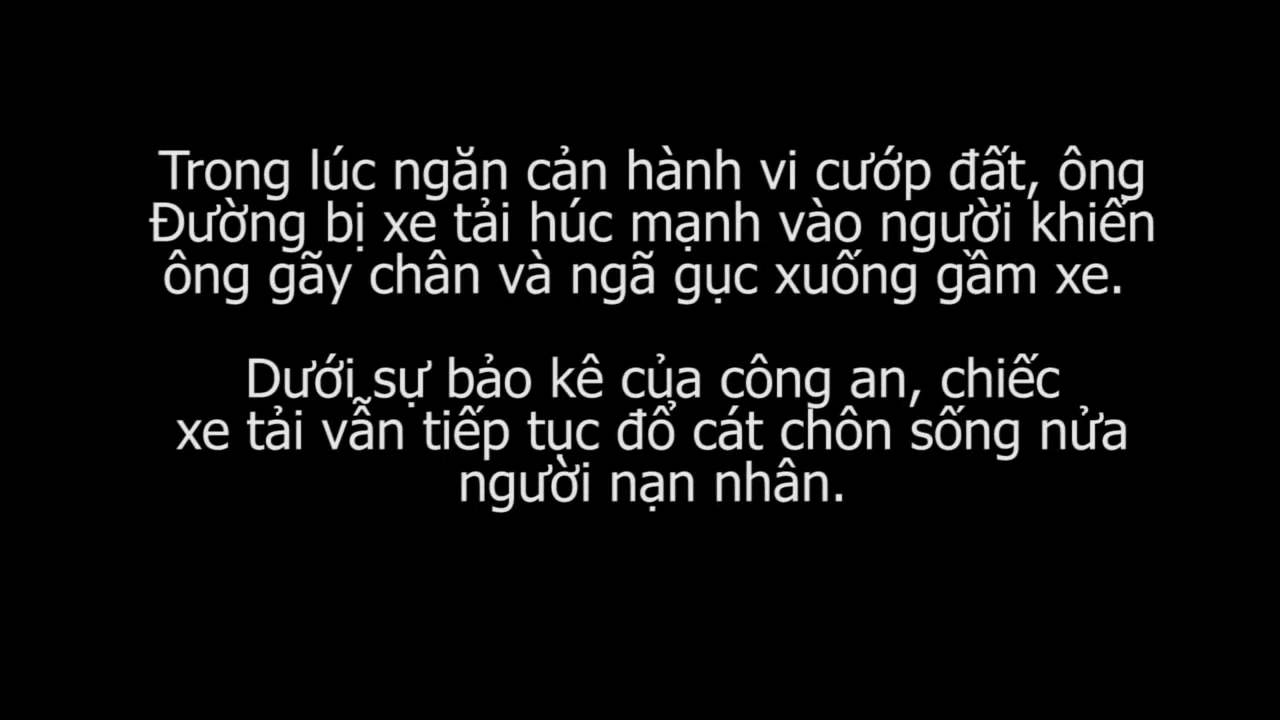 Trong lúc ngăn cản hành vi cướp đất, ông
Đường bị xe tải húc mạnh vào người khiến
ông gãy chân và ngã gục xuống gầm xe.
Dưới sự bảo kê của công an, chiếc
xe tải vẫn tiếp tục đổ cát chôn sống nửa
người nạn nhân.